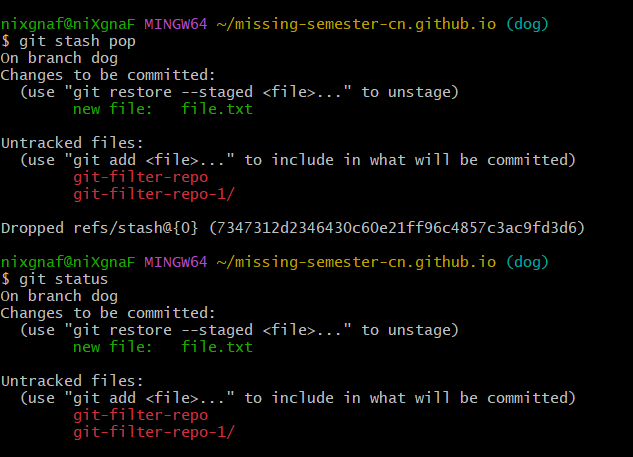 nixgnaf@niXgnaF MINGW64 ~/missing-semester-cn.github.io (dog)
$ git stash pop
On branch dog
Changes to be committed:
  (use "git restore --staged <file>..." to unstage)
        new file:   file.txt

Untracked files:
  (use "git add <file>..." to include in what will be committed)
        git-filter-repo
        git-filter-repo-1/

Dropped refs/stash@{0} (7347312d2346430c60e21ff96c4857c3ac9fd3d6)

nixgnaf@niXgnaF MINGW64 ~/missing-semester-cn.github.io (dog)
$ git status
On branch dog
Changes to be committed:
  (use "git restore --staged <file>..." to unstage)
        new file:   file.txt

Untracked files:
  (use "git add <file>..." to include in what will be committed)
        git-filter-repo
        git-filter-repo-1/